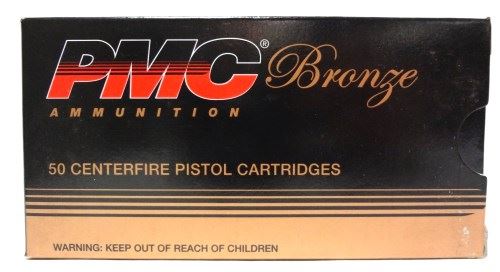 PMC® Bronze
AMMUNITION
50 CENTERFIRE PISTOL CARTRIDGES
WARNING: KEEP OUT OF REACH OF CHILDREN